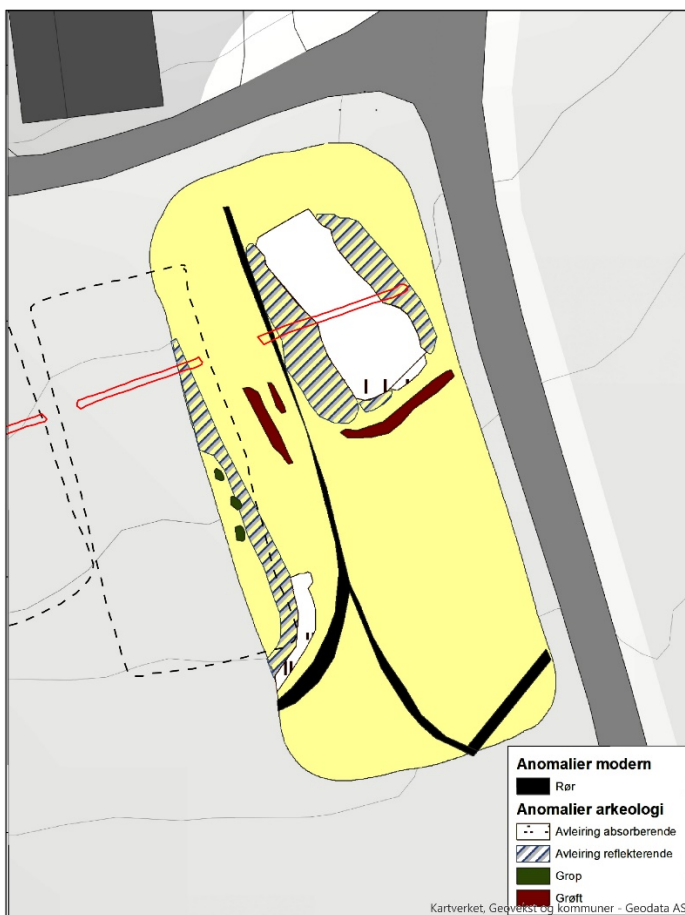 Anomalier modern
Rør
Anomalier arkeologi
Avleiring absorberende
Avleiring reflekterende
Grop
Grøft
Kartverket, Geovekst og kommuner - Geodata AS